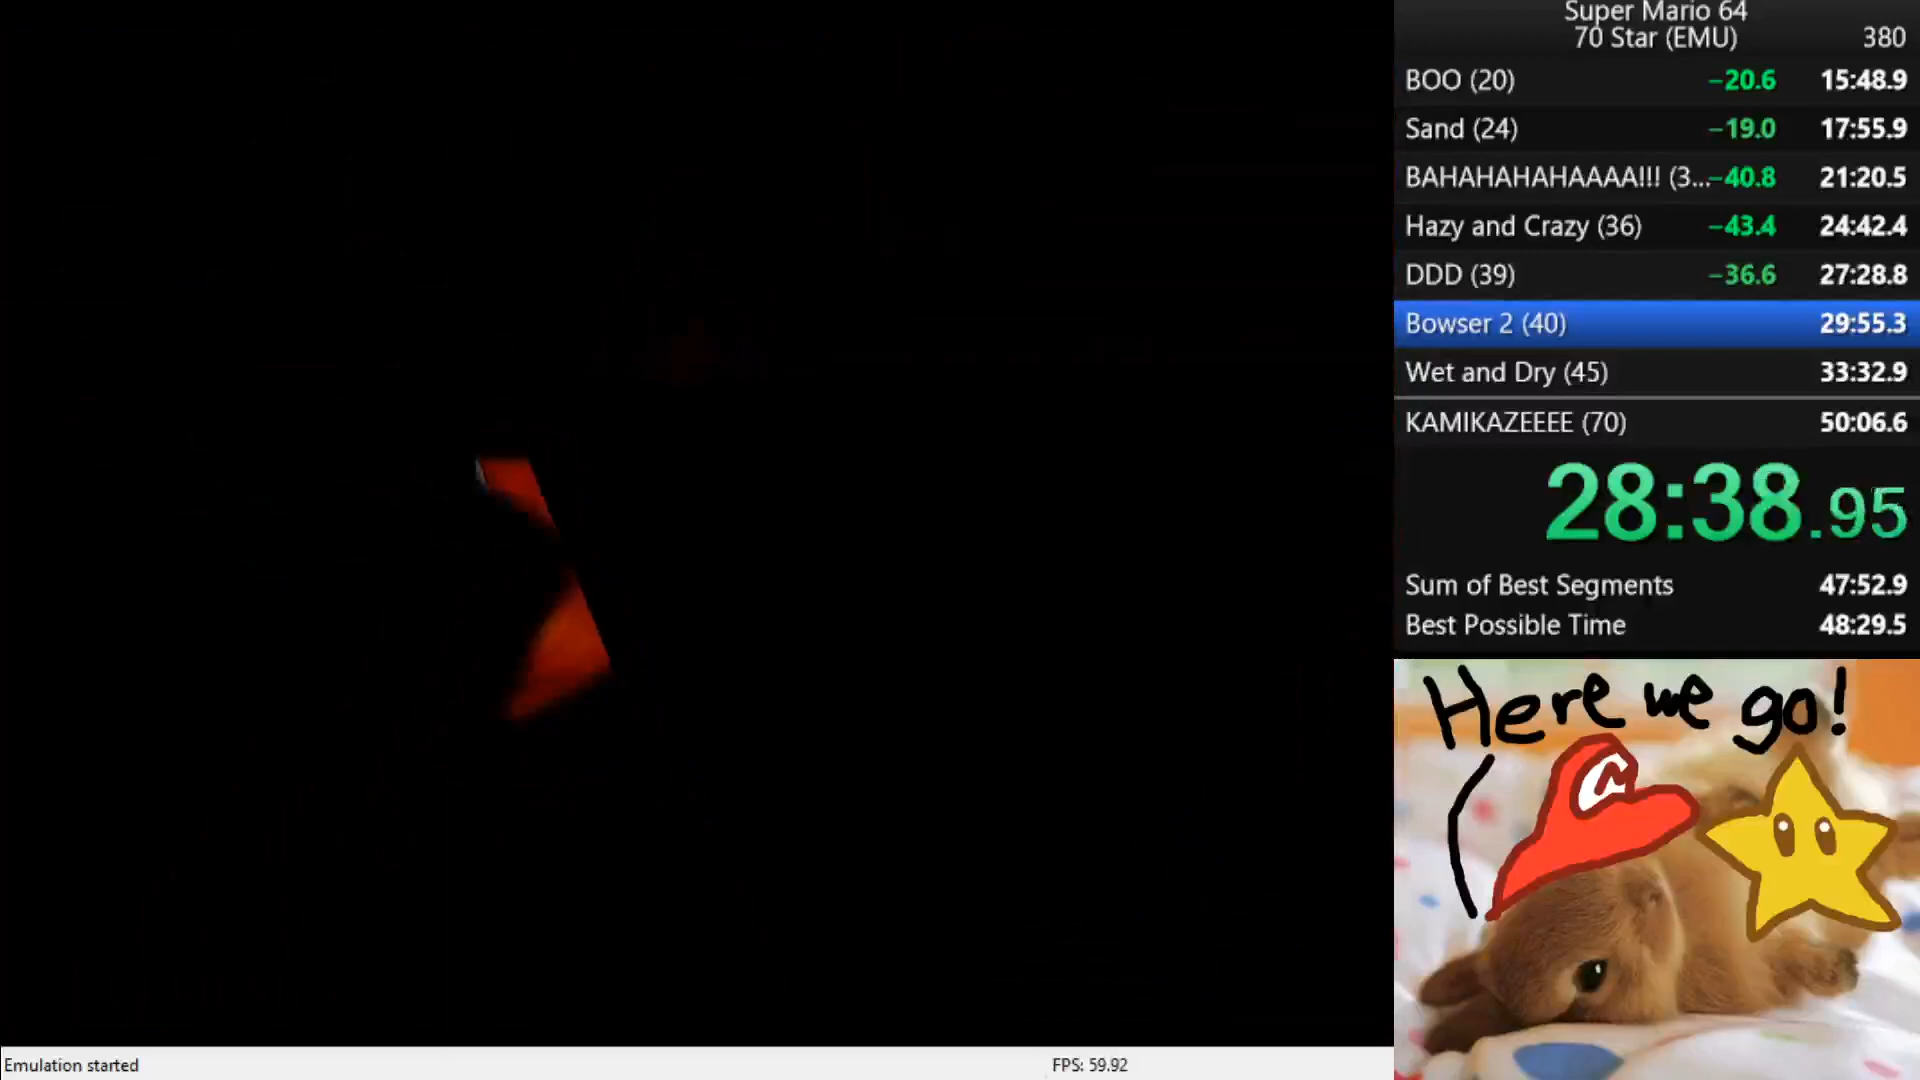 Super Mario 64
70 Star (EMU) 380
BOO (20) −20.6 15:48.9
Sand (24) −19.0 17:55.9
BAHAHAHAHAAAA!!! (3... −40.8 21:20.5
Hazy and Crazy (36) −43.4 24:42.4
DDD (39) −36.6 27:28.8
Bowser 2 (40) 29:55.3
Wet and Dry (45) 33:32.9
KAMIKAZEEEE (70) 50:06.6
28:38.95
Sum of Best Segments 47:52.9
Best Possible Time 48:29.5
Here we go!
Emulation started FPS: 59.92